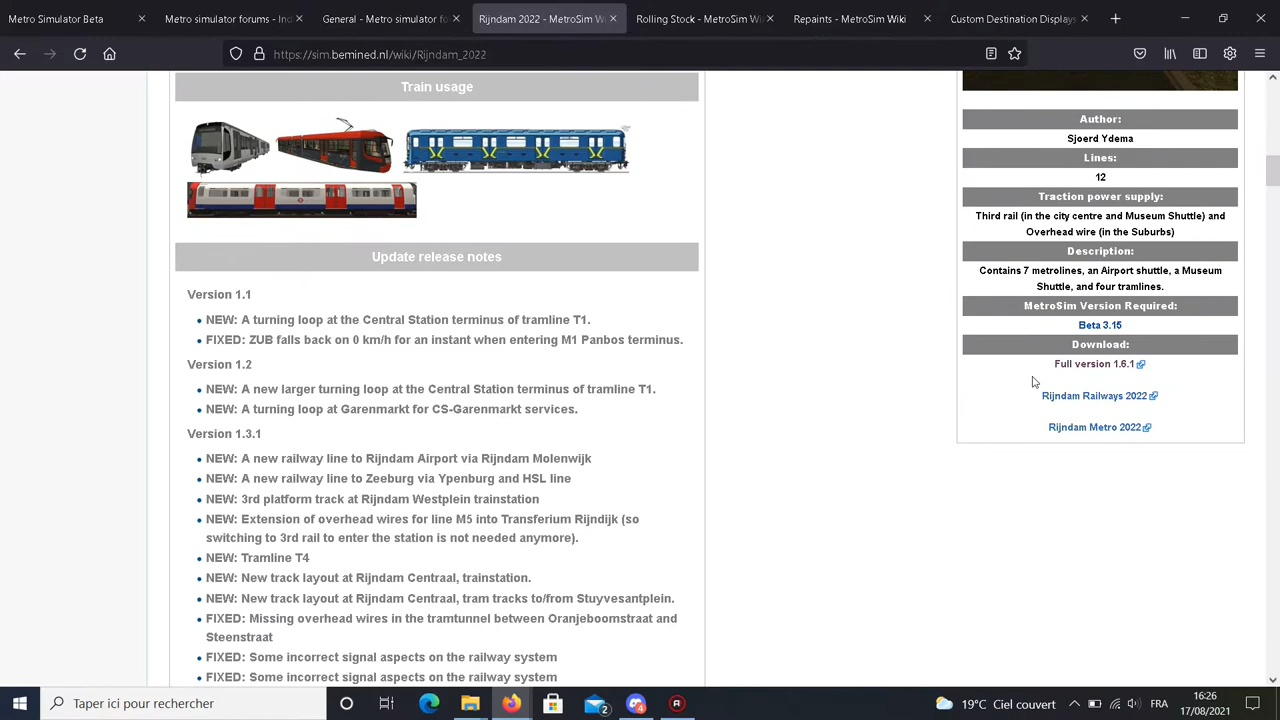 Metro Simulator Beta
Metro simulator forums - Ind
General - Metro simulator fo
Rijndam 2022 - MetroSim W
Rolling Stock - MetroSim Wi
Repaints - MetroSim Wiki
Custom Destination Displays
https://sim.bemined.nl/wiki/Rijndam_2022
Train usage
Update release notes
Version 1.1
NEW: A turning loop at the Central Station terminus of tramline T1.
FIXED: ZUB falls back on 0 km/h for an instant when entering M1 Panbos terminus.
Version 1.2
NEW: A new larger turning loop at the Central Station terminus of tramline T1.
NEW: A turning loop at Garenmarkt for CS-Garenmarkt services.
Version 1.3.1
NEW: A new railway line to Rijndam Airport via Rijndam Molenwijk
NEW: A new railway line to Zeeburg via Ypenburg and HSL line
NEW: 3rd platform track at Rijndam Westplein trainstation
NEW: Extension of overhead wires for line M5 into Transferium Rijndijk (so
switching to 3rd rail to enter the station is not needed anymore).
NEW: Tramline T4
NEW: New track layout at Rijndam Centraal, trainstation.
NEW: New track layout at Rijndam Centraal, tram tracks to/from Stuyvesantplein.
FIXED: Missing overhead wires in the tramtunnel between Oranjeboomstraat and
Steenstraat
FIXED: Some incorrect signal aspects on the railway system
FIXED: Some incorrect signal aspects on the railway system
Author:
Sjoerd Ydema
Lines:
12
Traction power supply:
Third rail (in the city centre and Museum Shuttle) and
Overhead wire (in the Suburbs)
Description:
Contains 7 metrolines, an Airport shuttle, a Museum
Shuttle, and four tramlines.
MetroSim Version Required:
Beta 3.15
Download:
Full version 1.6.1
Rijndam Railways 2022
Rijndam Metro 2022
Taper ici pour rechercher
2
4
19°C Ciel couvert
FRA
16:26
17/08/2021